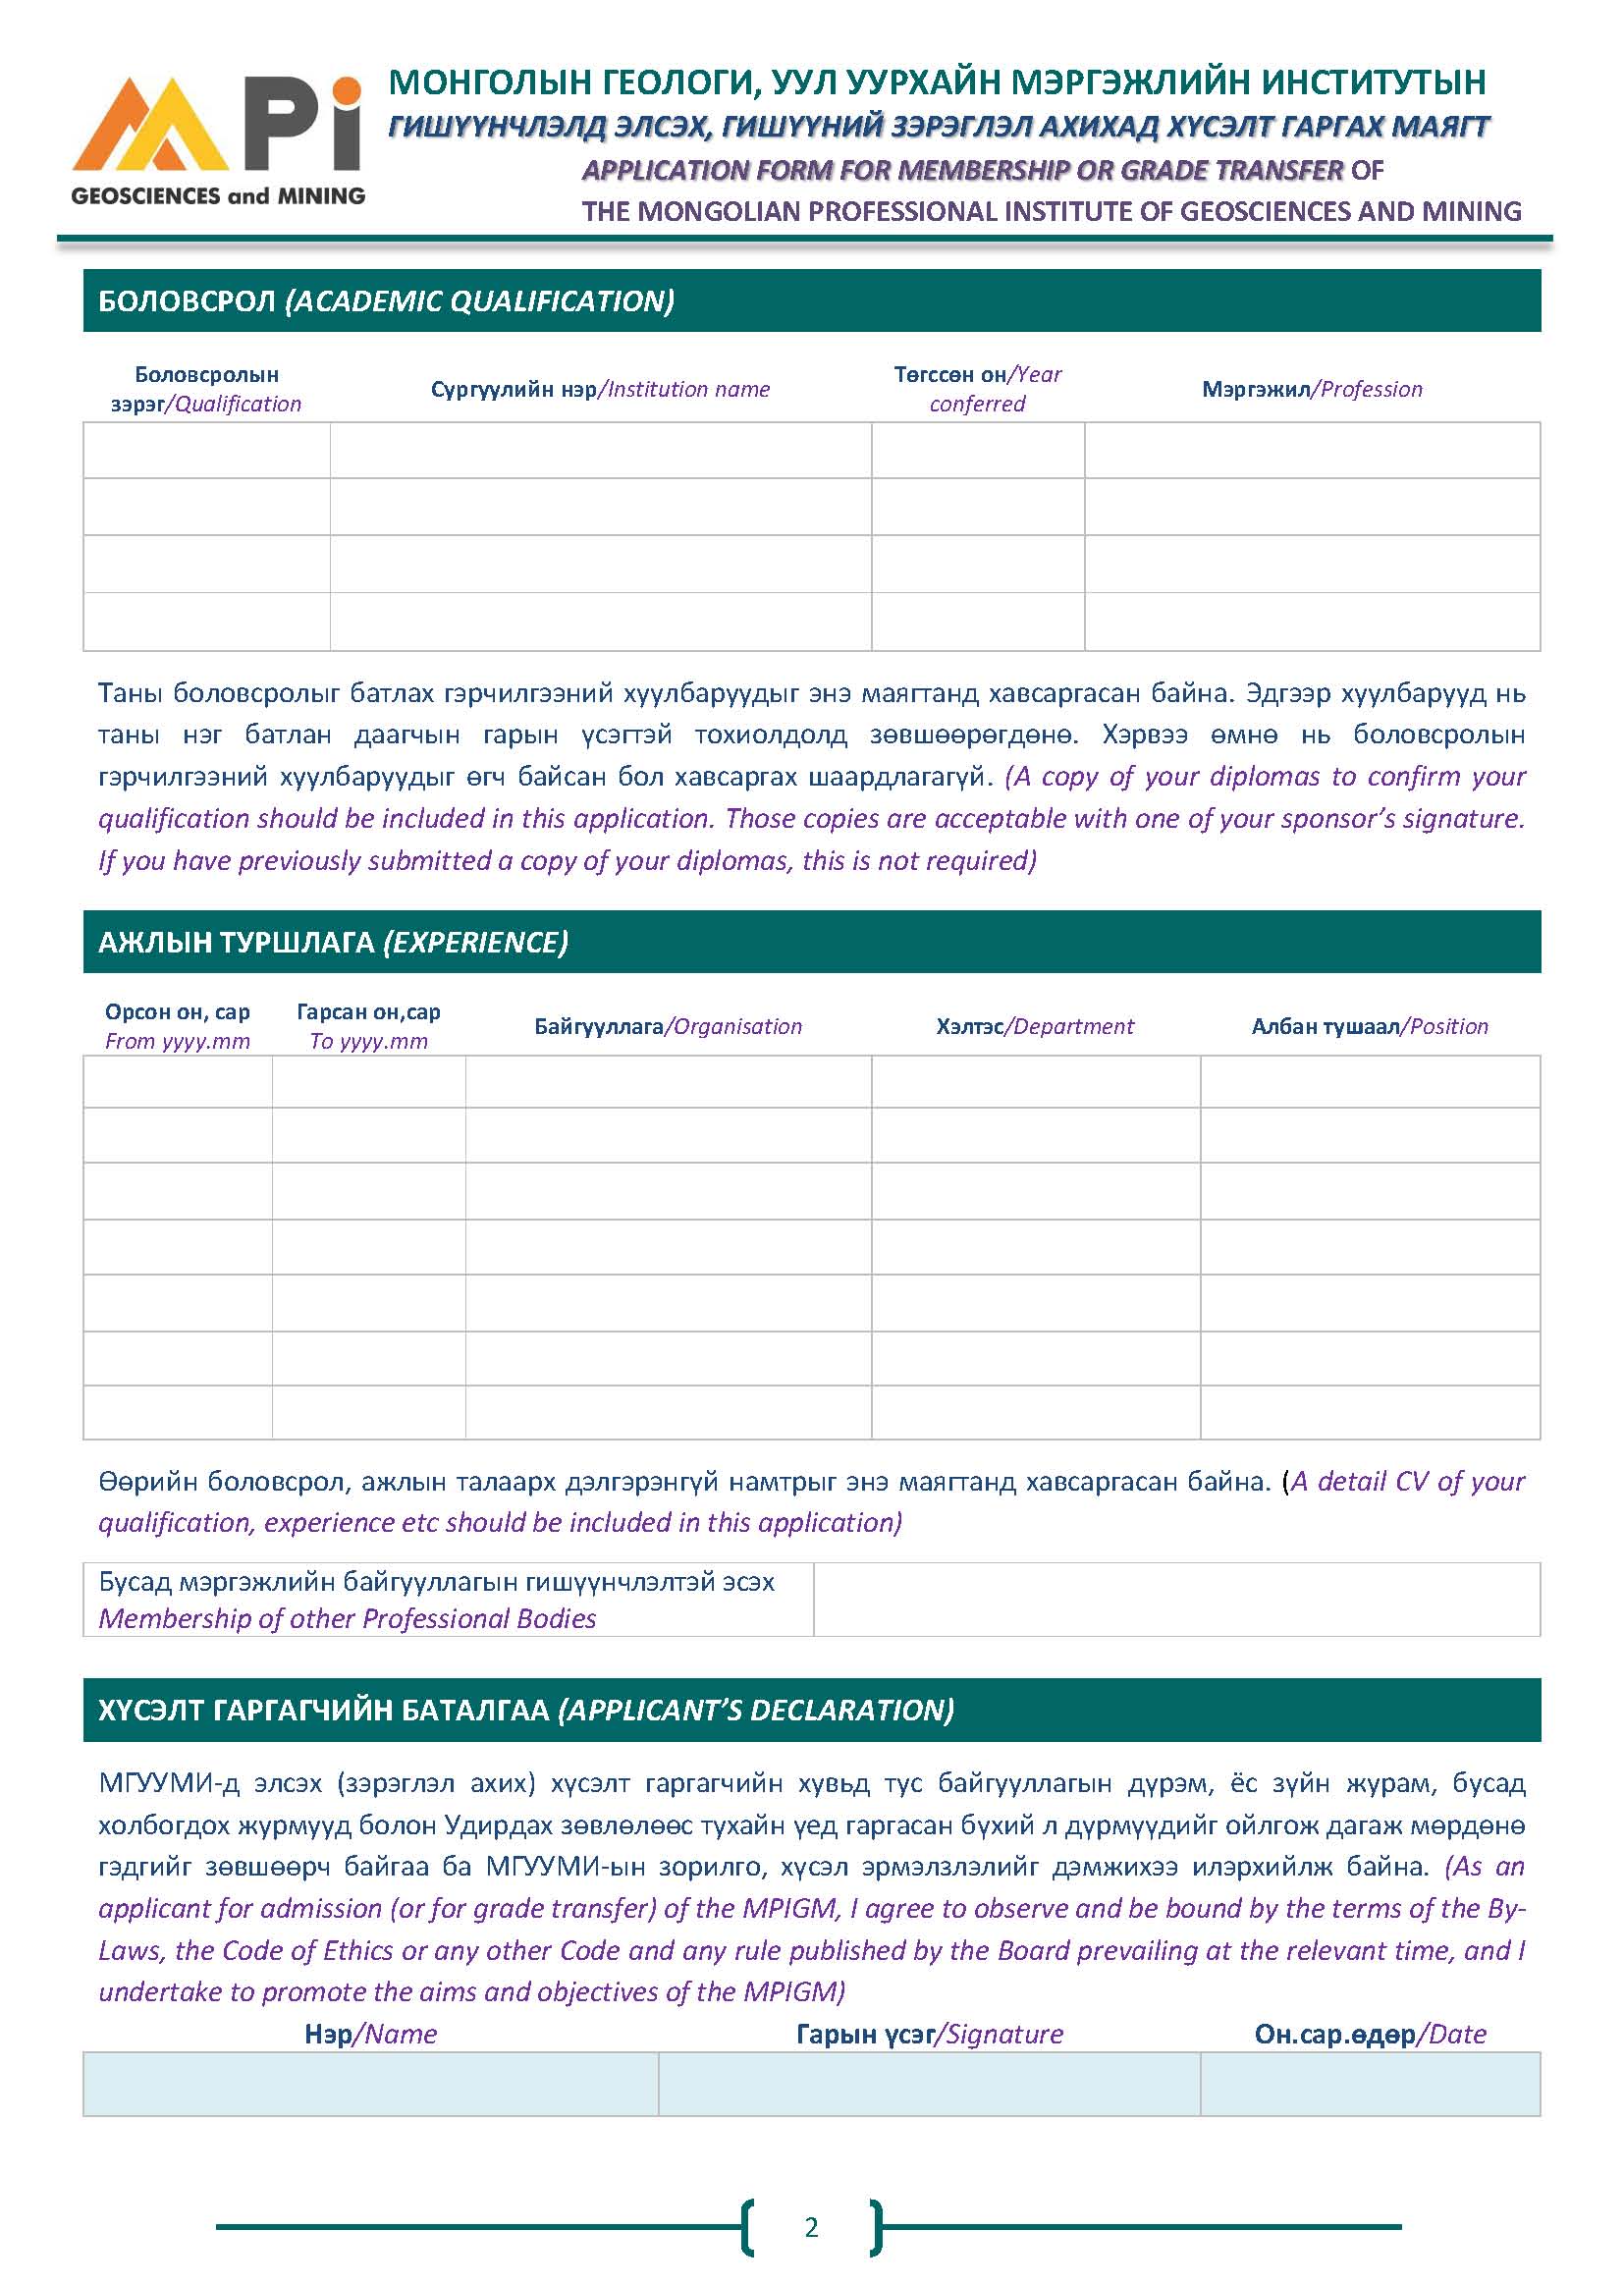 MPi
GEOSCIENCES and MINING
МОНГОЛЫН ГЕОЛОГИ, УУЛ УУРХАЙН МЭРГЭЖЛИЙН ИНСТИТУТЫН
ГИШҮҮНЧЛЭЛД ЭЛСЭХ, ГИШҮҮНИЙ ЗЭРЭГЛЭЛ АХИХАД ХҮСЭЛТ ГАРГАХ МАЯГТ
APPLICATION FORM FOR MEMBERSHIP OR GRADE TRANSFER OF
THE MONGOLIAN PROFESSIONAL INSTITUTE OF GEOSCIENCES AND MINING
БОЛОВСРОЛ (ACADEMIC QUALIFICATION)
Боловсролын
зэрэг/Qualification
Сургуулийн нэр/Institution name
Төгссөн он/Year
conferred
Мэргэжил/Profession
Таны боловсролыг батлах гэрчилгээний хуулбаруудыг энэ маягтанд хавсаргасан байна. Эдгээр хуулбарууд нь
таны нэг батлан даагчын гарын үсэгтэй тохиолдолд зөвшөөрөгдөнө. Хэрвээ өмнө нь боловсролын
гэрчилгээний хуулбаруудыг өгч байсан бол хавсаргах шаардлагагүй. (A copy of your diplomas to confirm your
qualification should be included in this application. Those copies are acceptable with one of your sponsor’s signature.
If you have previously submitted a copy of your diplomas, this is not required)
АЖЛЫН ТУРШЛАГА (EXPERIENCE)
Орсон он, сар
From yyyy.mm
Гарсан он,сар
To yyyy.mm
Байгууллага/Organisation
Хэлтэс/Department
Албан тушаал/Position
Өөрийн боловсрол, ажлын талаарх дэлгэрэнгүй намтрыг энэ маягтанд хавсаргасан байна. (A detail CV of your
qualification, experience etc should be included in this application)
Бусад мэргэжлийн байгууллагын гишүүнчлэлтэй эсэх
Membership of other Professional Bodies
ХҮСЭЛТ ГАРГАГЧИЙН БАТАЛГАА (APPLICANT’S DECLARATION)
МГУУМИ-д элсэх (зэрэглэл ахих) хүсэлт гаргагчийн хувьд тус байгууллагын дүрэм, ёс зүйн журам, бусад
холбогдох журмууд болон Удирдах зөвлөлөөс тухайн үед гаргасан бүхий л дүрмүүдийг ойлгож дагаж мөрдөнө
гэдгийг зөвшөөрч байгаа ба МГУУМИ-ын зорилго, хүсэл эрмэлзлэлийг дэмжихээ илэрхийлж байна. (As an
applicant for admission (or for grade transfer) of the MPIGM, I agree to observe and be bound by the terms of the By-
Laws, the Code of Ethics or any other Code and any rule published by the Board prevailing at the relevant time, and I
undertake to promote the aims and objectives of the MPIGM)
Нэр/Name
Гарын үсэг/Signature
Он.сар.өдөр/Date
2